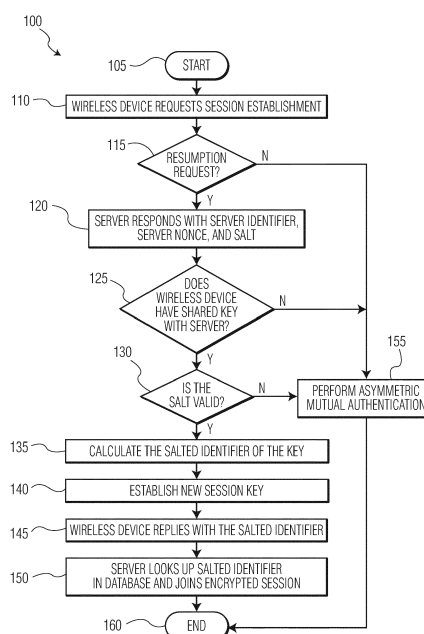 100
105
START
110
WIRELESS DEVICE REQUESTS SESSION ESTABLISHMENT
115
RESUMPTION
REQUEST?
N
Y
120
SERVER RESPONDS WITH SERVER IDENTIFIER,
SERVER NONCE, AND SALT
125
DOES
WIRELESS DEVICE
HAVE SHARED KEY
WITH SERVER?
N
Y
130
IS THE
SALT VALID?
N
Y
155
PERFORM ASYMMETRIC
MUTUAL AUTHENTICATION
135
CALCULATE THE SALTED IDENTIFIER OF THE KEY
140
ESTABLISH NEW SESSION KEY
145
WIRELESS DEVICE REPLIES WITH THE SALTED IDENTIFIER
150
SERVER LOOKS UP SALTED IDENTIFIER
IN DATABASE AND JOINS ENCRYPTED SESSION
160
END